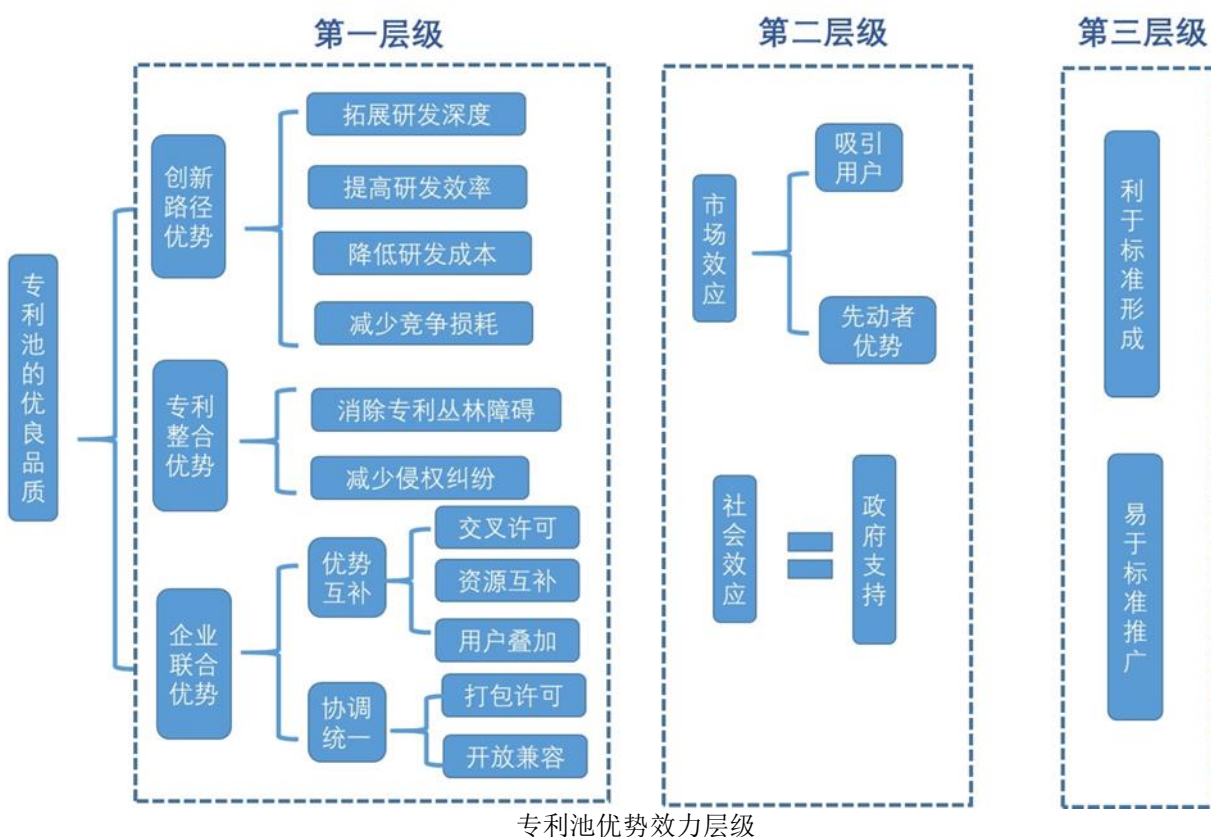 第一层级
第二层级
第三层级
专利池的优良品质
创新
路径
优势
拓展研发深度
提高研发效率
降低研发成本
减少竞争损耗
专利
整合
优势
消除专利丛林障碍
减少侵权纠纷
企业
联合
优势
优势
互补
交叉许可
资源互补
用户叠加
协调
统一
打包许可
开放兼容
市场效应
吸引
用户
先动者
优势
社会效应
政府支持
利于标准形成
易于标准推广
专利池优势效力层级